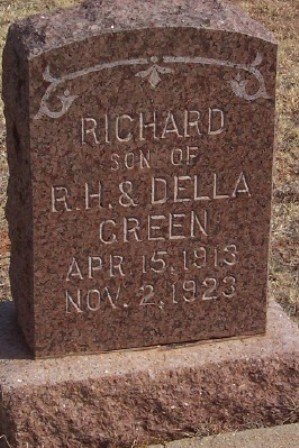 RICHARD
SON OF
R.H. & DELLA
GREEN
APR. 15, 1913
NOV. 2, 1923